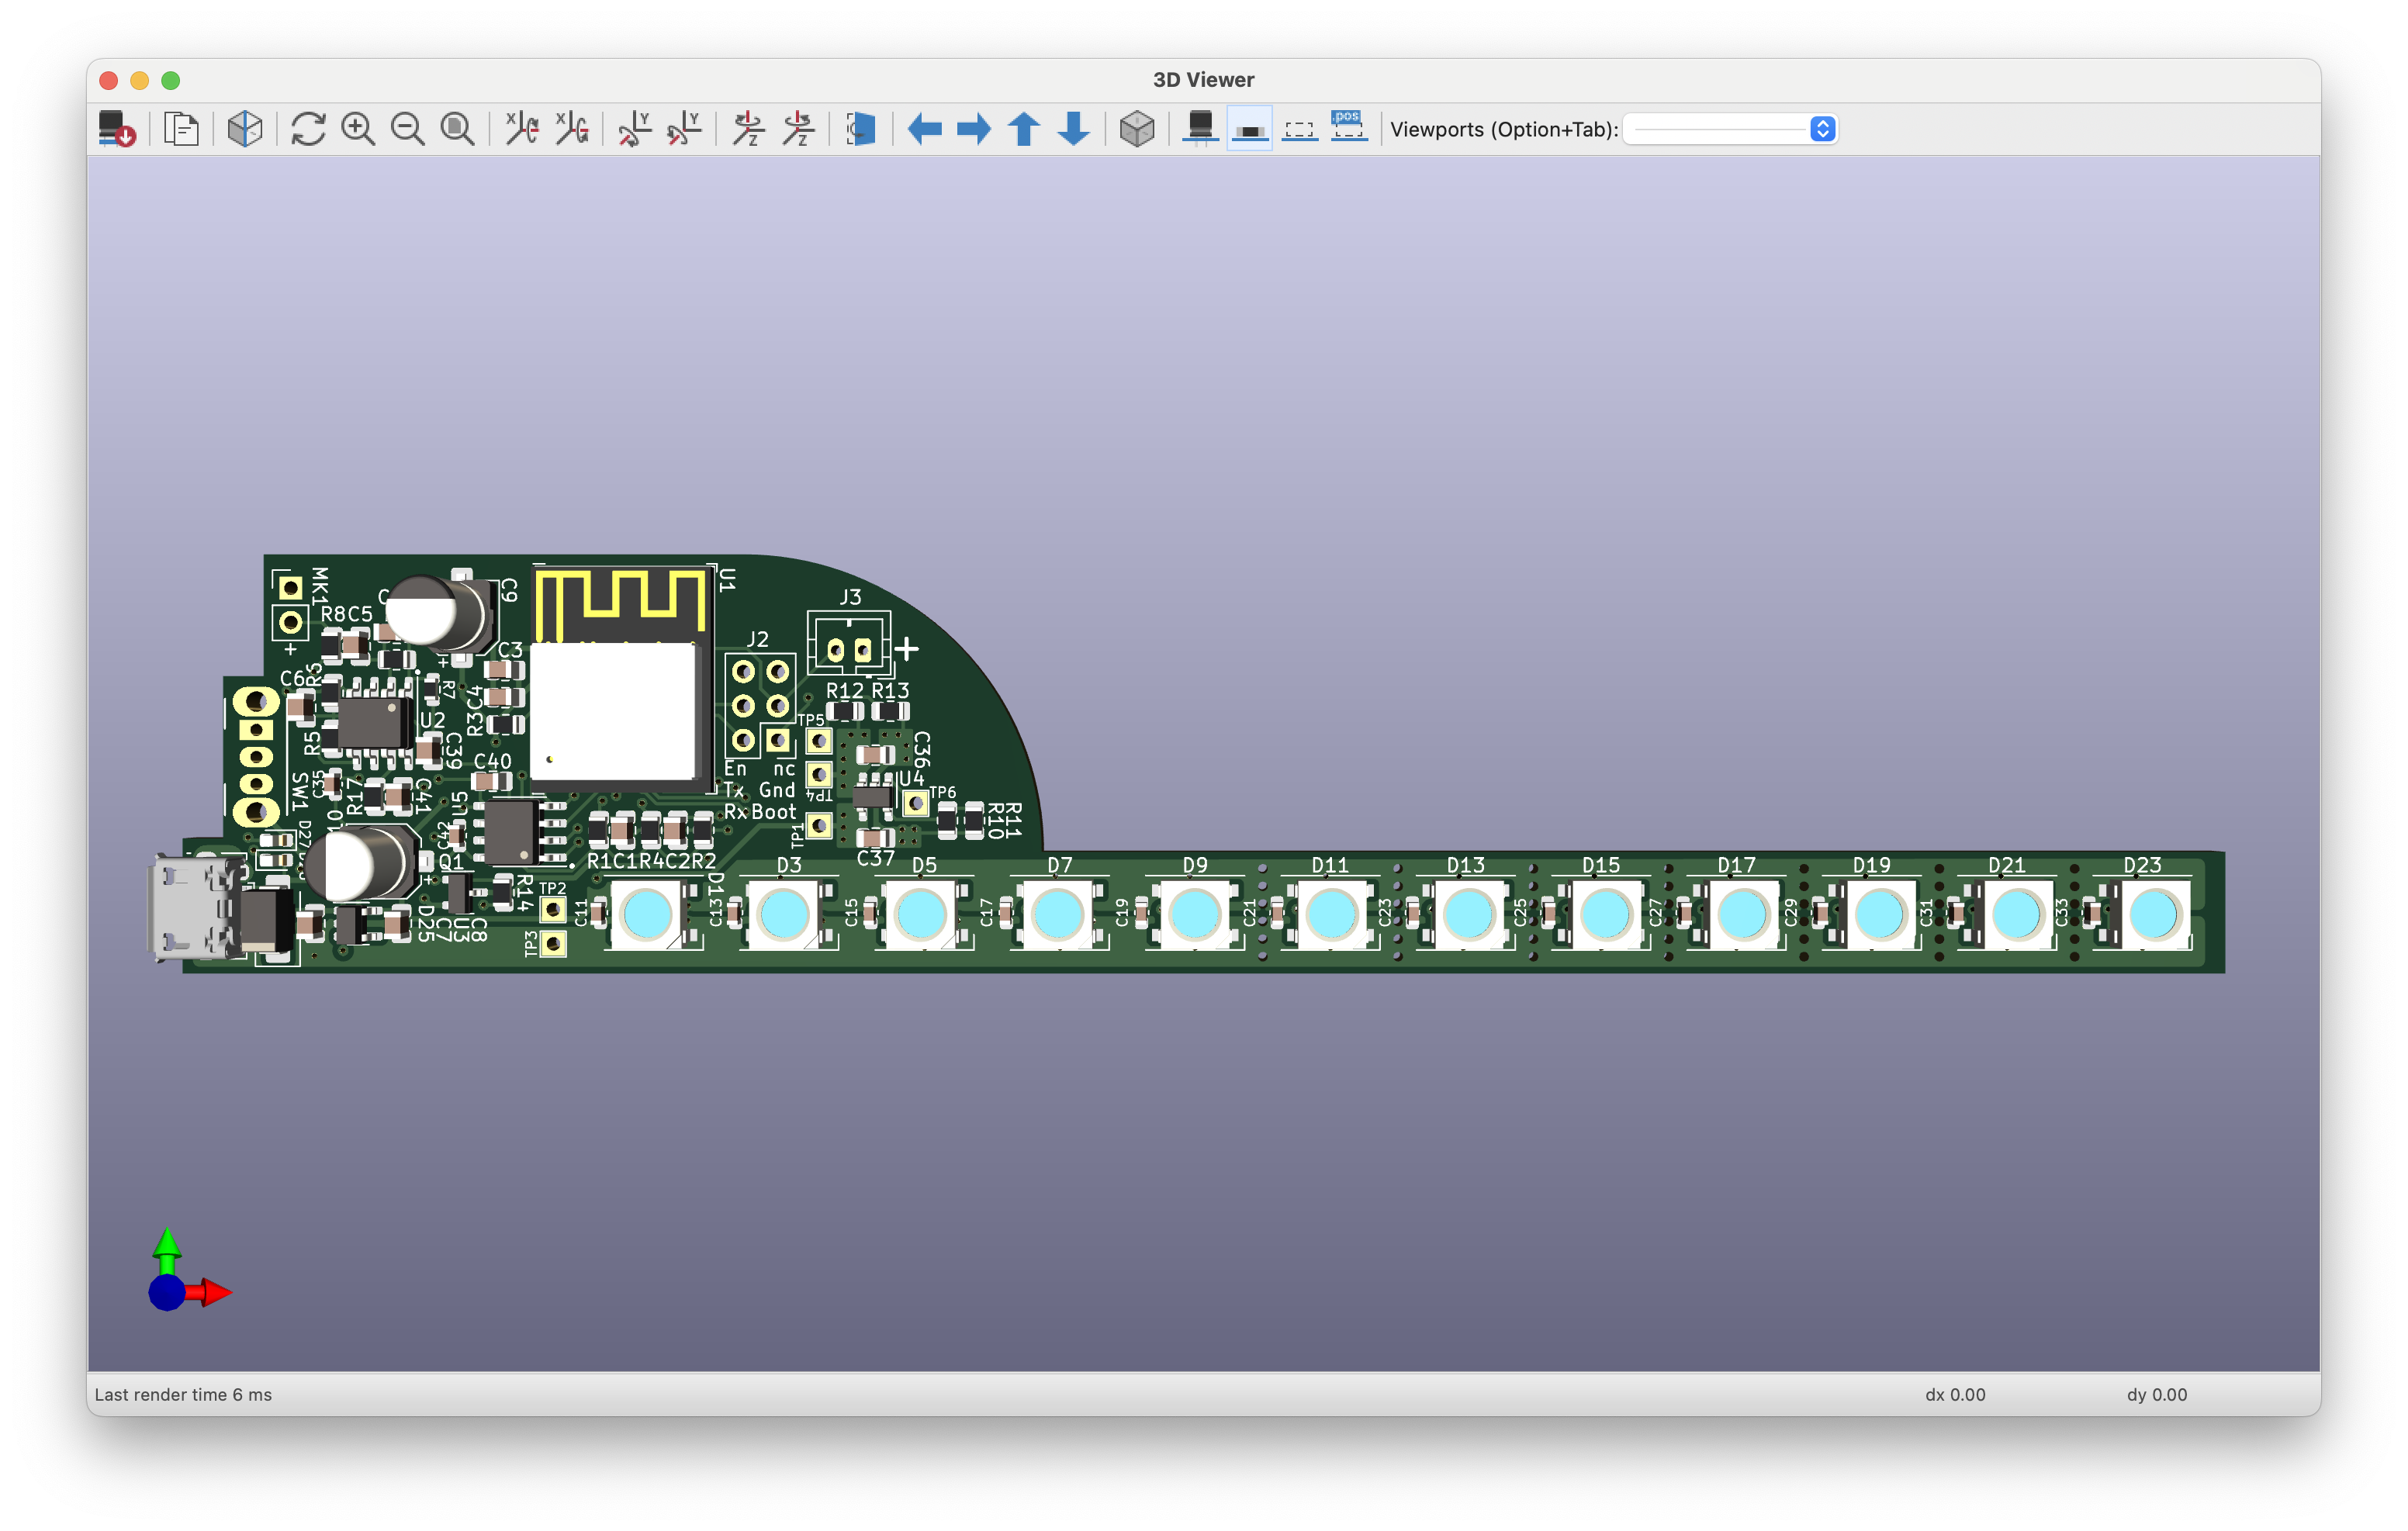 3D Viewer
X X Y Y Z Z .pos Viewports (Option+Tab):
MK1
C9
U1
R8C5
+
+
C3
J2
J3
+
C6
R7
R3C4
R12 R13
U2
R5
C39
TP5
C36
C40
En nc
U4
SW1
C35
R17
C41
Tx Gnd
TP4
TP6
Rx Boot
R10
R11
C42
D27
TP1
C37
Q1
+
R1C1R4C2R2
R14
TP2
TP3
D25
C7
U3
C8
D1
D3 D5 D7 D9 D11 D13 D15 D17 D19 D21 D23
C11 C13 C15 C17 C19 C21 C23 C25 C27 C29 C31 C33
Last render time 6 ms dx 0.00 dy 0.00